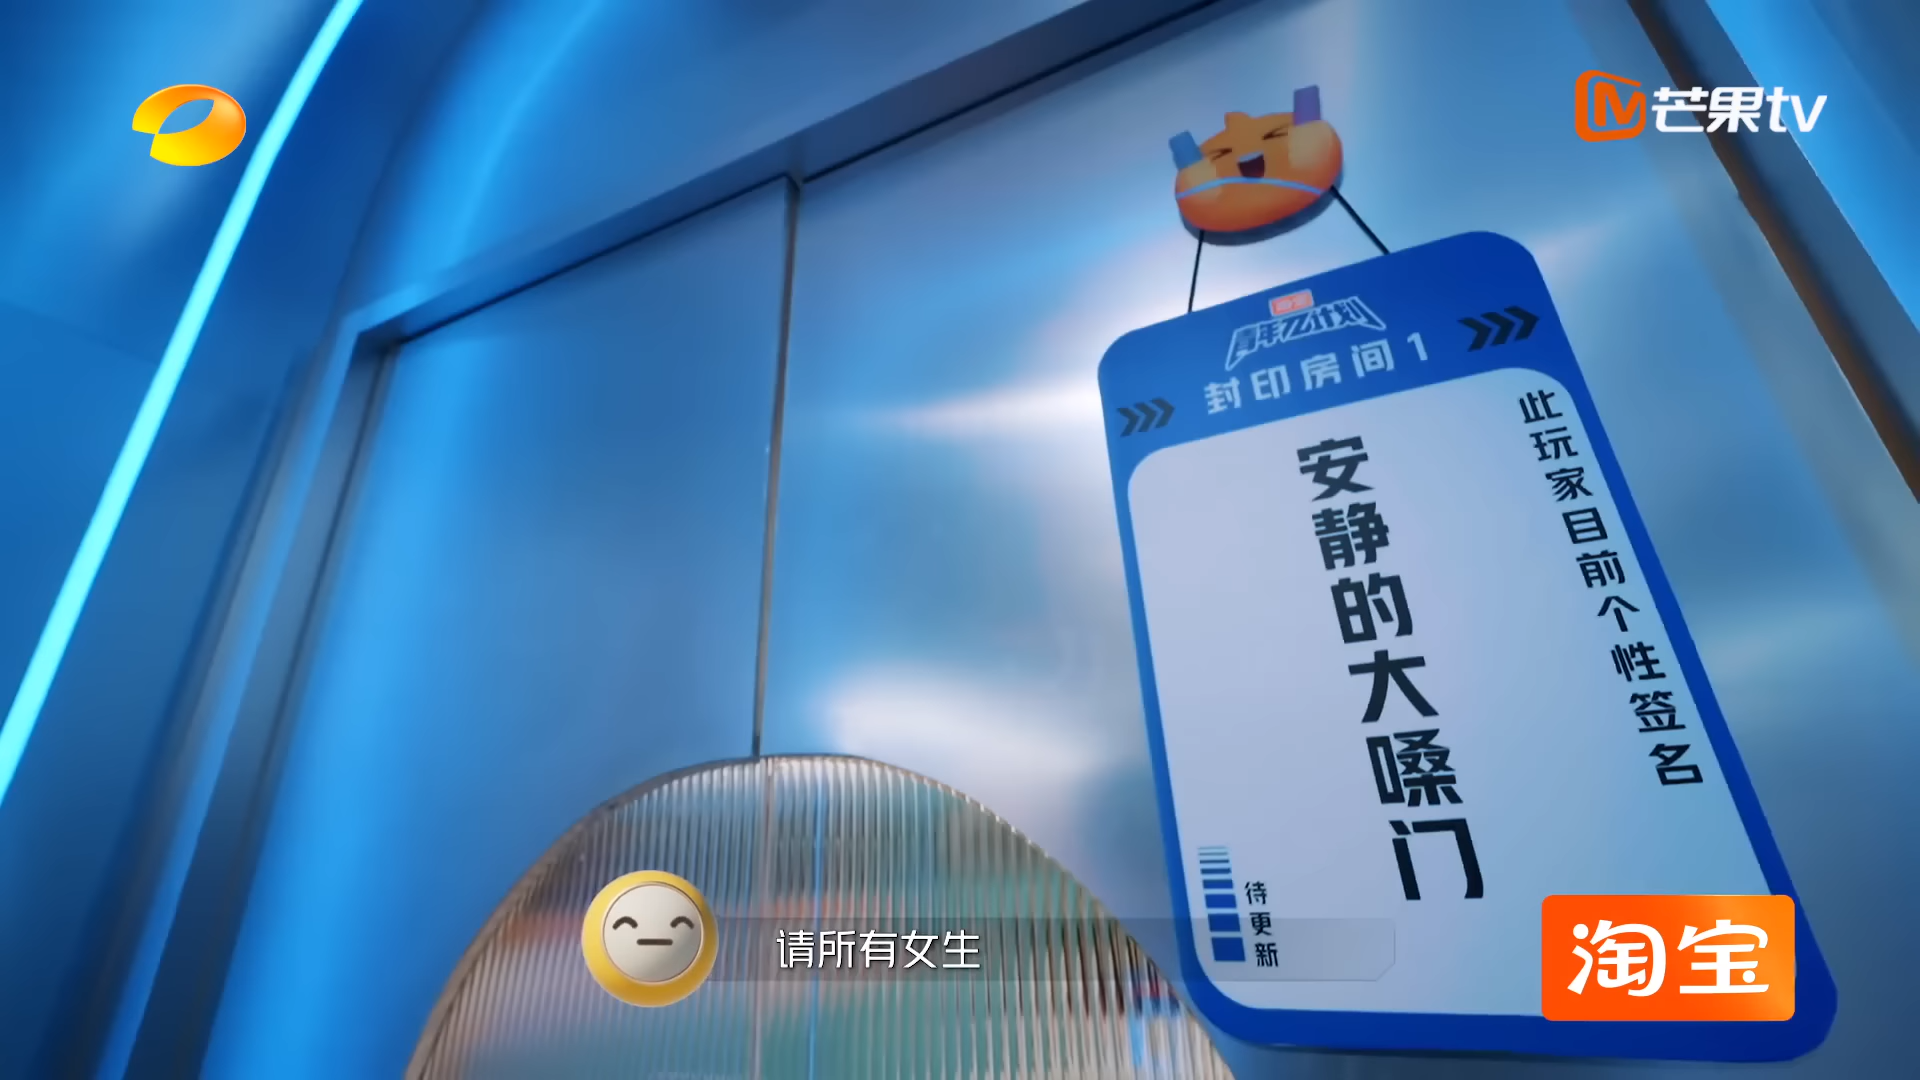 芒果tv
青年π计划
封印房间1
此玩家目前个性签名
安静的大嗓门
待更新
请所有女生
淘宝